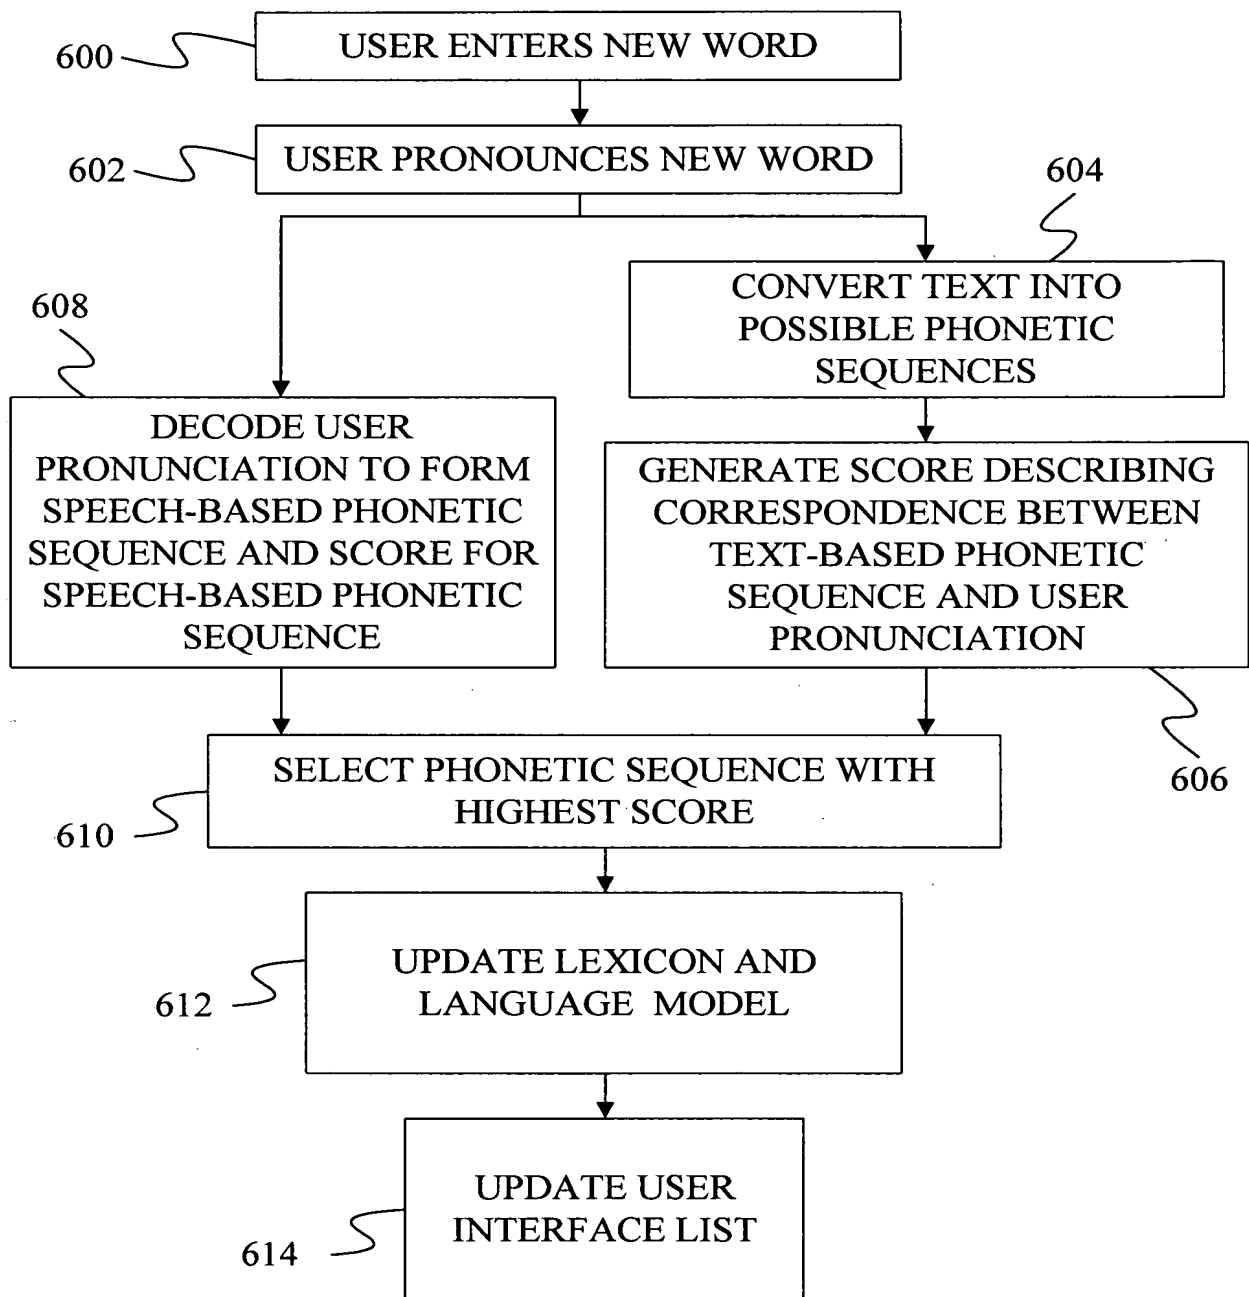 600
USER ENTERS NEW WORD
602
USER PRONOUNCES NEW WORD
604
CONVERT TEXT INTO
POSSIBLE PHONETIC
SEQUENCES
608
DECODE USER
PRONUNCIATION TO FORM
SPEECH-BASED PHONETIC
SEQUENCE AND SCORE FOR
SPEECH-BASED PHONETIC
SEQUENCE
GENERATE SCORE DESCRIBING
CORRESPONDENCE BETWEEN
TEXT-BASED PHONETIC
SEQUENCE AND USER
PRONUNCIATION
606
SELECT PHONETIC SEQUENCE WITH
HIGHEST SCORE
610
UPDATE LEXICON AND
LANGUAGE MODEL
612
UPDATE USER
INTERFACE LIST
614